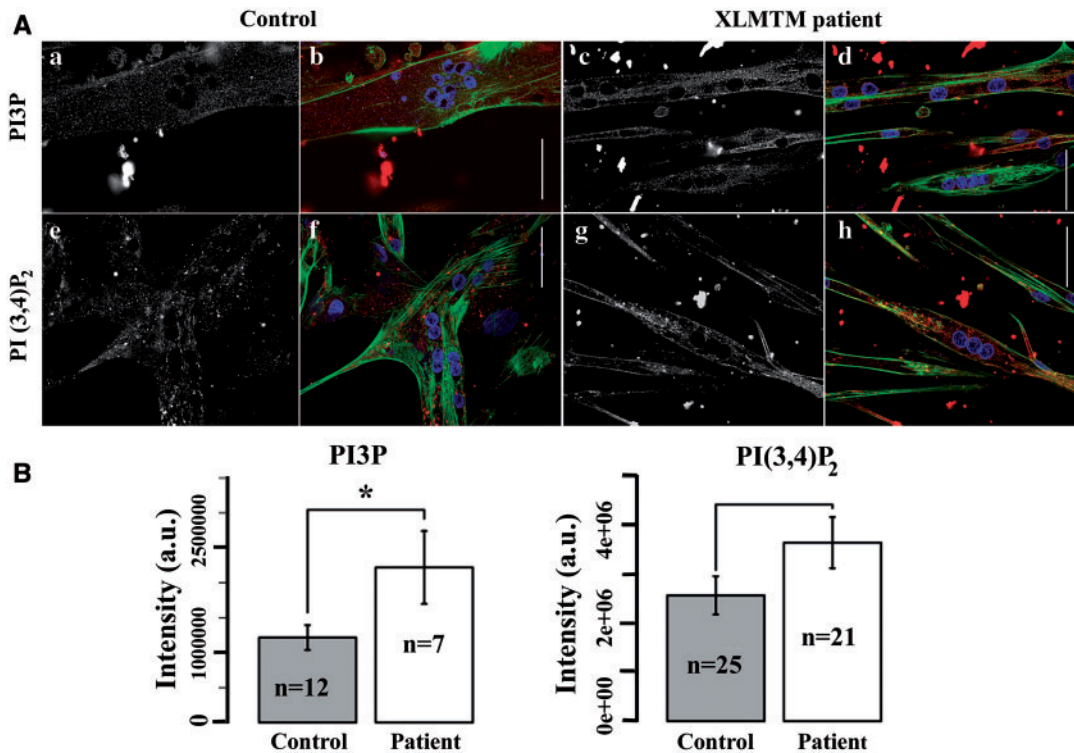 Control XLMTM patient
A
a b c d
PI3P
e f g h
PI (3,4)P₂
B
PI3P
*
Intensity (a.u.)
2500000
1000000
0
n=12
n=7
Control Patient
PI(3,4)P₂
Intensity (a.u.)
4e+06
2e+06
0e+00
n=25
n=21
Control Patient